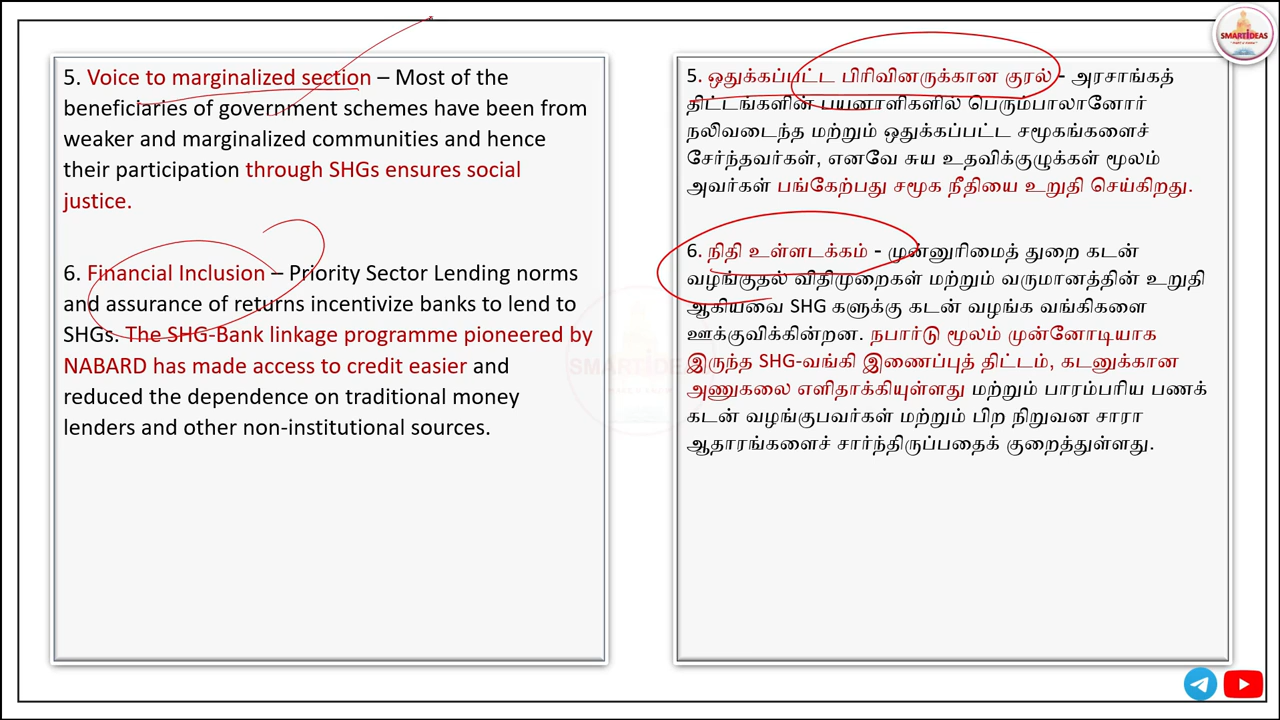 SMARTIDEAS
5. Voice to marginalized section – Most of the
beneficiaries of government schemes have been from
weaker and marginalized communities and hence
their participation through SHGs ensures social
justice.
6. Financial Inclusion – Priority Sector Lending norms
and assurance of returns incentivize banks to lend to
SHGs. The SHG-Bank linkage programme pioneered by
NABARD has made access to credit easier and
reduced the dependence on traditional money
lenders and other non-institutional sources.
5. ஒதுக்கப்பட்ட பிரிவினருக்கான குரல் - அரசாங்கத்
திட்டங்களின் பயனாளிகளில் பெரும்பாலானோர்
நலிவடைந்த மற்றும் ஒதுக்கப்பட்ட சமூகங்களைச்
சேர்ந்தவர்கள், எனவே சுய உதவிக்குழுக்கள் மூலம்
அவர்கள் பங்கேற்பது சமூக நீதியை உறுதி செய்கிறது.
6. நிதி உள்ளடக்கம் - முன்னுரிமைத் துறை கடன்
வழங்குதல் விதிமுறைகள் மற்றும் வருமானத்தின் உறுதி
ஆகியவை SHG களுக்கு கடன் வழங்க வங்கிகளை
ஊக்குவிக்கின்றன. நபார்டு மூலம் முன்னோடியாக
இருந்த SHG-வங்கி இணைப்புத் திட்டம், கடனுக்கான
அணுகலை எளிதாக்கியுள்ளது மற்றும் பாரம்பரிய பணக்
கடன் வழங்குபவர்கள் மற்றும் பிற நிறுவன சாரா
ஆதாரங்களைச் சார்ந்திருப்பதைக் குறைத்துள்ளது.